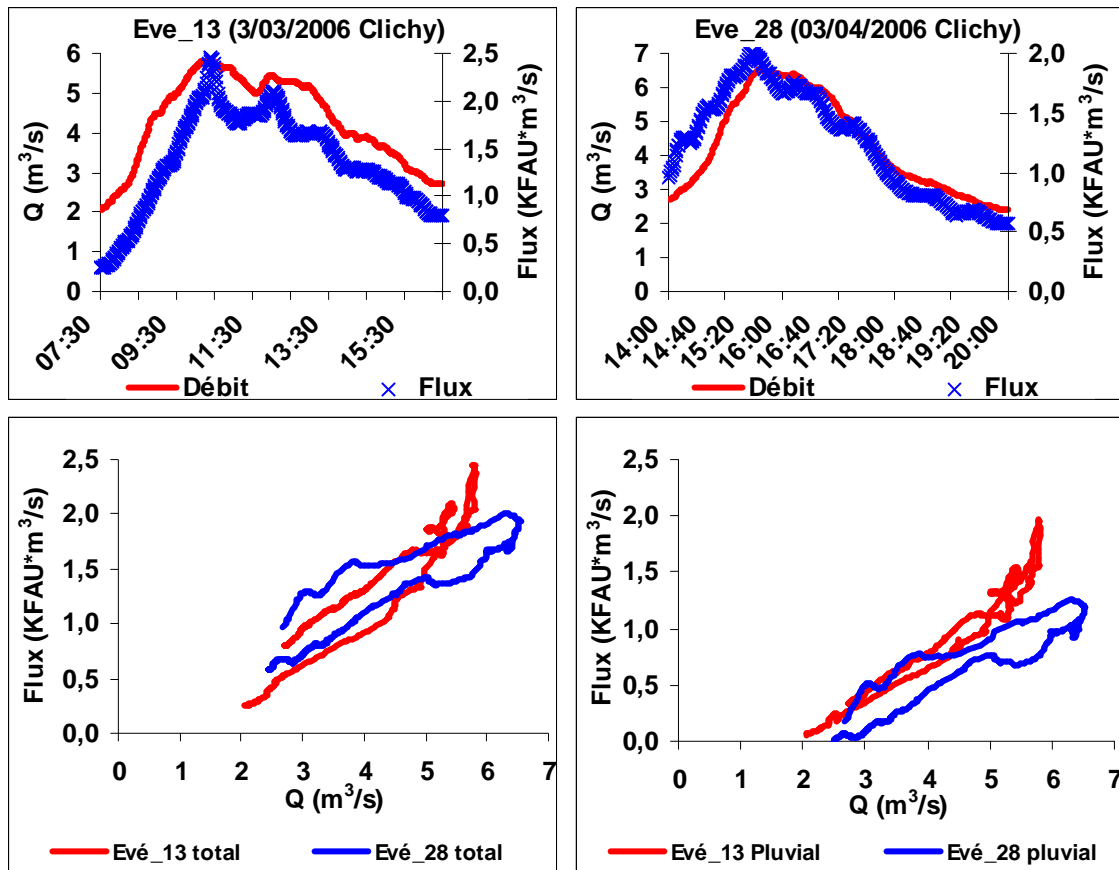 Eve_13 (3/03/2006 Clichy)
Q (m³/s)
6
5
4
3
2
1
0
Flux (KFAU*m³/s)
2,5
2,0
1,5
1,0
0,5
0,0
07:30
09:30
11:30
13:30
15:30
Débit
Flux
Eve_28 (03/04/2006 Clichy)
Q (m³/s)
7
6
5
4
3
2
1
0
Flux (KFAU*m³/s)
2,0
1,5
1,0
0,5
0,0
14:00
14:40
15:20
16:00
16:40
17:20
18:00
18:40
19:20
20:00
Débit
Flux
Flux (KFAU*m³/s)
2,5
2,0
1,5
1,0
0,5
0,0
0 1 2 3 4 5 6 7
Q (m³/s)
Evé_13 total
Evé_28 total
Flux (KFAU*m³/s)
2,5
2,0
1,5
1,0
0,5
0,0
0 1 2 3 4 5 6 7
Q (m³/s)
Evé_13 Pluvial
Evé_28 pluvial